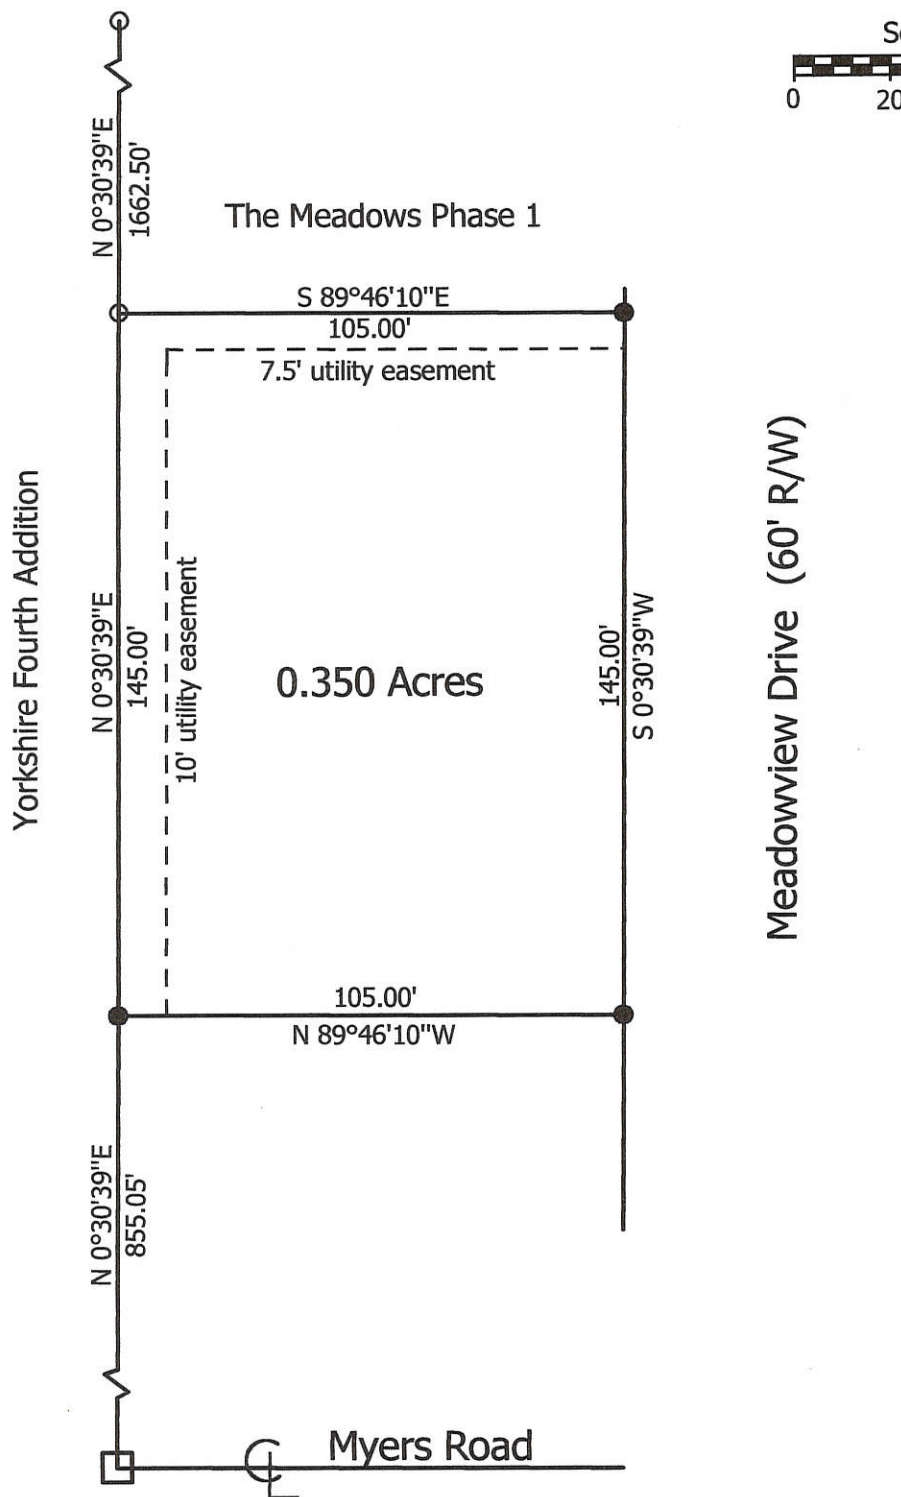 Sc
0 20
N 0°30'39"E
1662.50'
The Meadows Phase 1
S 89°46'10"E
105.00'
7.5' utility easement
Yorkshire Fourth Addition
N 0°30'39"E
145.00'
10' utility easement
0.350 Acres
145.00'
S 0°30'39"W
Meadowview Drive (60' R/W)
105.00'
N 89°46'10"W
N 0°30'39"E
855.05'
Myers Road